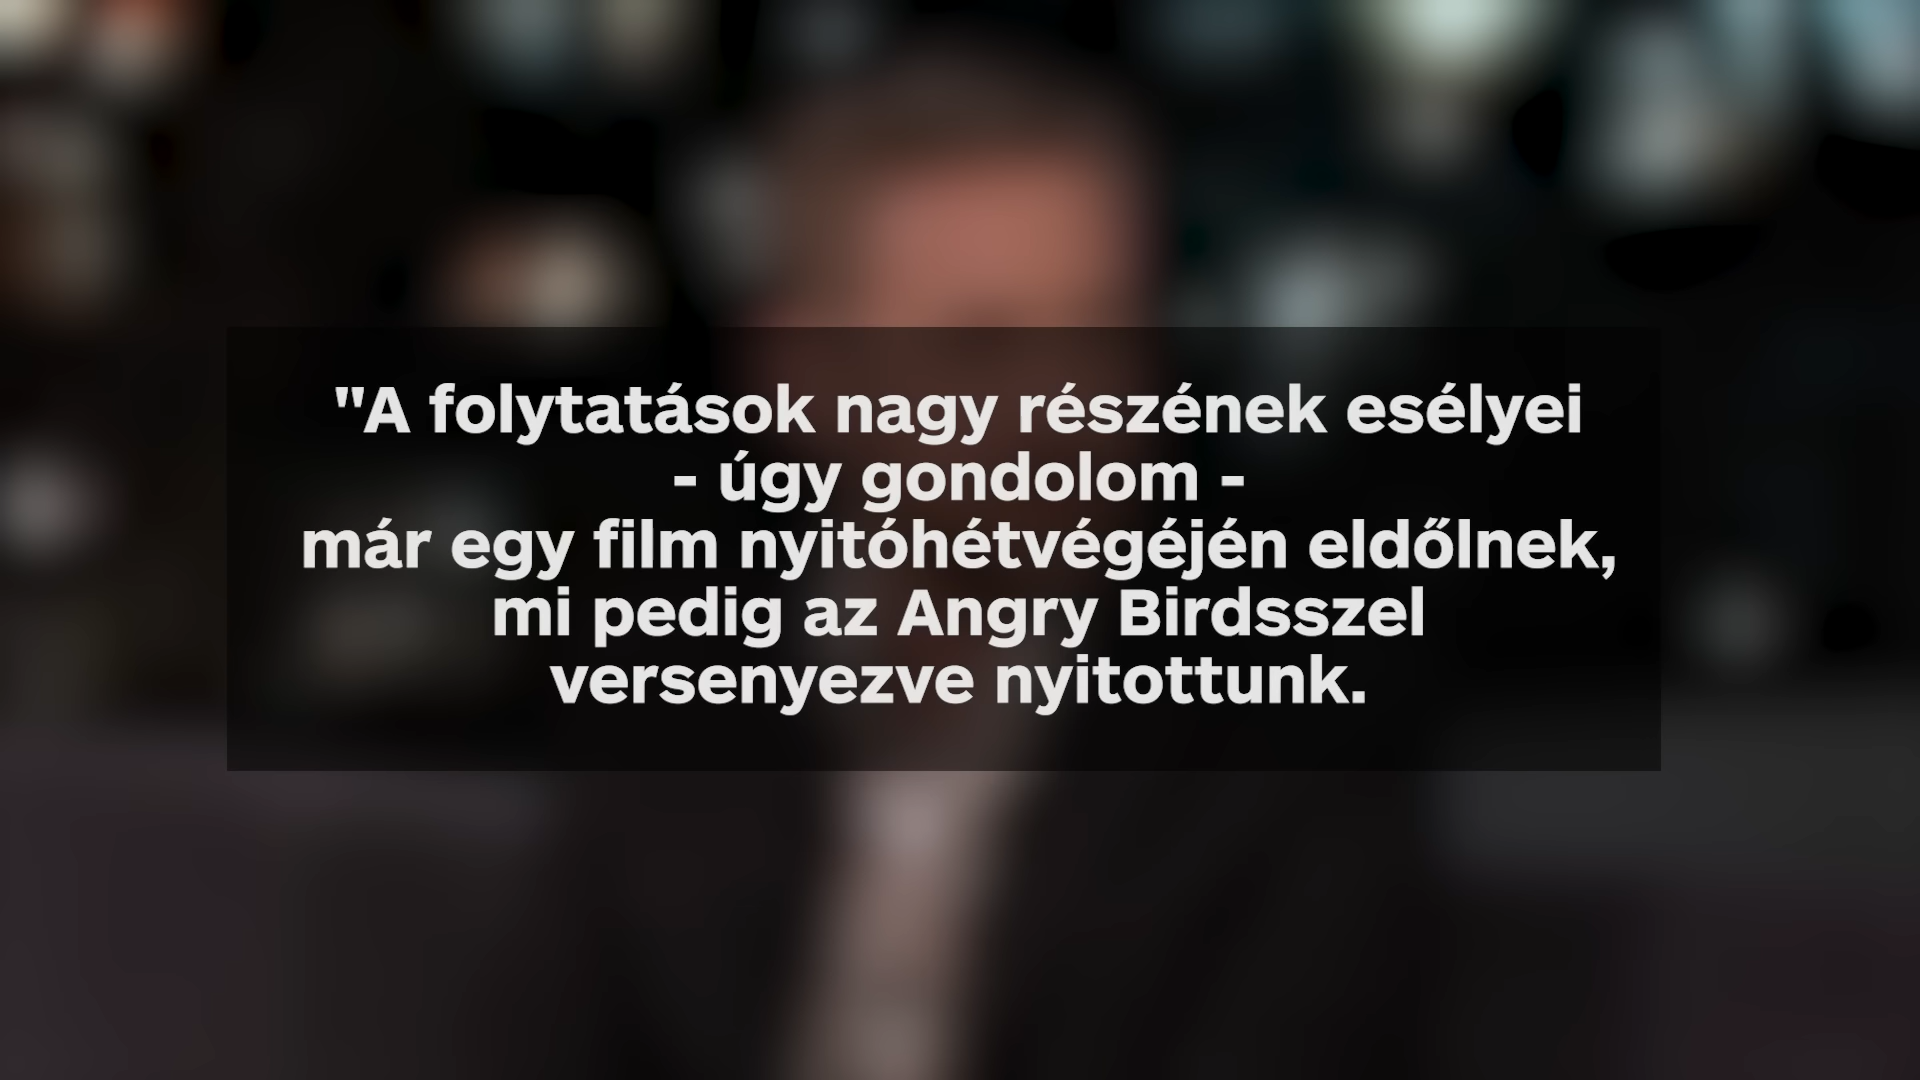 "A folytatások nagy részének esélyei
- úgy gondolom -
már egy film nyitóhétvégéjén eldőlnek,
mi pedig az Angry Birdsszel
versenyezve nyitottunk.